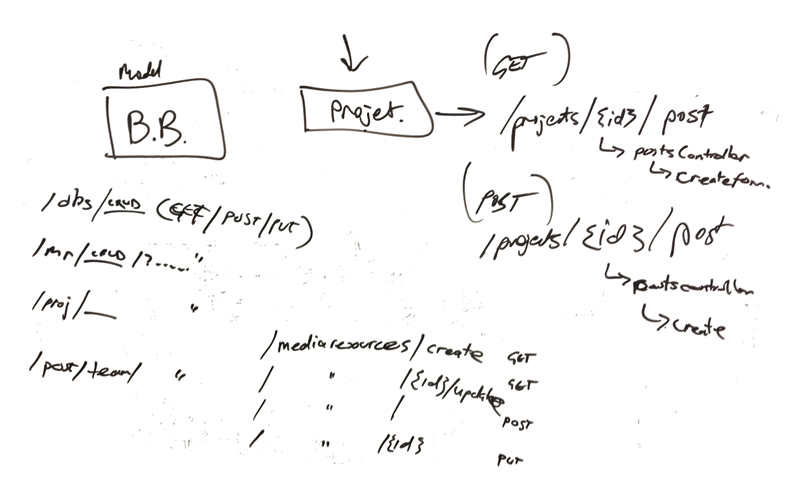 Model
B.B.
Projet.
(GET)
/projects/{id}/post
postsController
createform.
(POST)
/projects/{id}/post
postscontroller
create
/dbs/CRUD (GET/POST/PUT)
/mr/CRUD/?...... "
/proj/__ "
/post/team/ "
/mediaresources/create GET
/ " /{id}/update GET
/ " / POST
/ " /{id} PUT